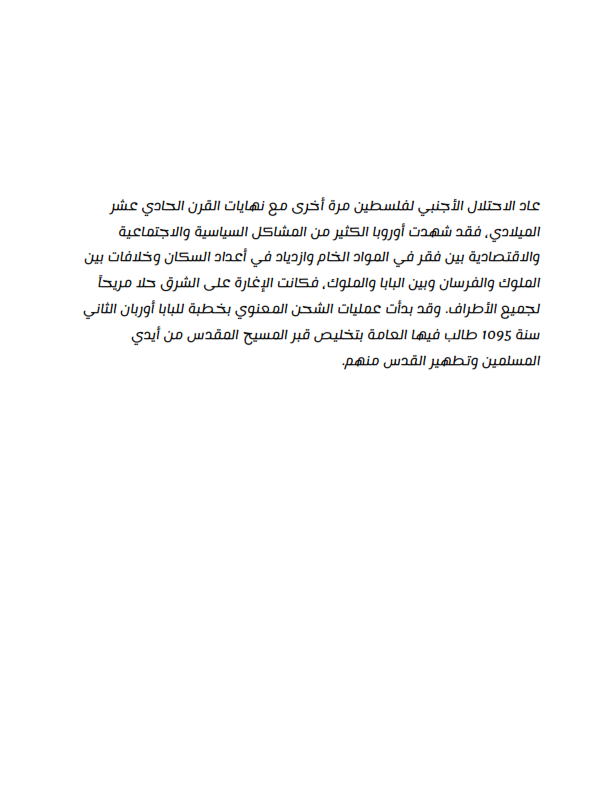 عاد الاحتلال الأجنبي لفلسطين مرة أخرى مع نهايات القرن الحادي عشر
الميلادي، فقد شهدت أوروبا الكثير من المشاكل السياسية والاجتماعية
والاقتصادية بين فقر في المواد الخام وازدياد في أعداد السكان وخلافات بين
الملوك والفرسان وبين البابا والملوك، فكانت الإغارة على الشرق حلا مريحاً
لجميع الأطراف. وقد بدأت عمليات الشحن المعنوي بخطبة للبابا أوربان الثاني
سنة 1095 طالب فيها العامة بتخليص قبر المسيح المقدس من أيدي
المسلمين وتطهير القدس منهم.